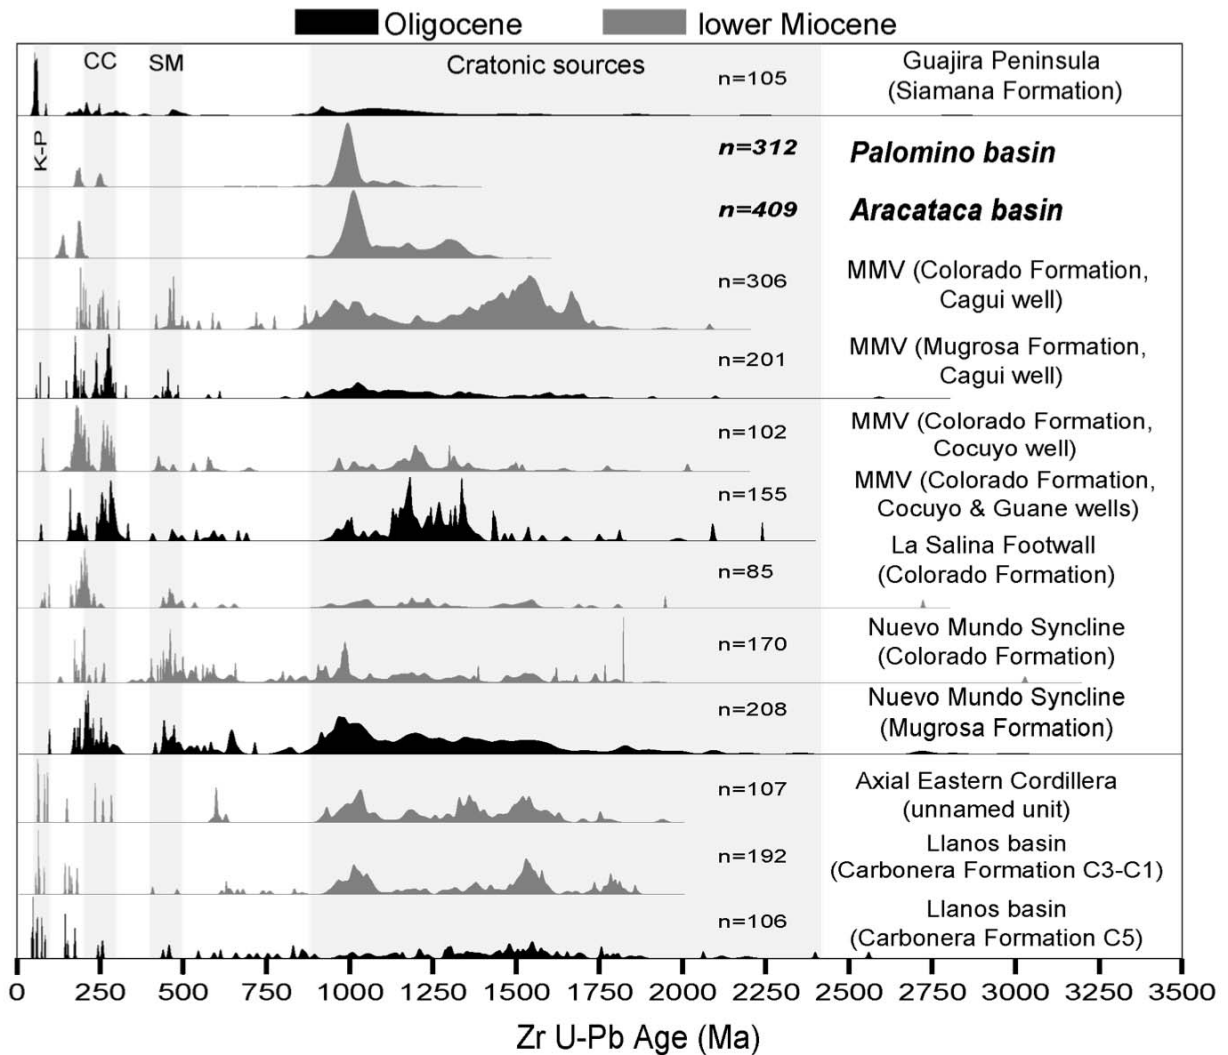 Oligocene lower Miocene
CC SM Cratonic sources
K-P
n=105 Guajira Peninsula
(Siamana Formation)
n=312 Palomino basin
n=409 Aracataca basin
n=306 MMV (Colorado Formation,
Cagui well)
n=201 MMV (Mugrosa Formation,
Cagui well)
n=102 MMV (Colorado Formation,
Cocuyo well)
n=155 MMV (Colorado Formation,
Cocuyo & Guane wells)
n=85 La Salina Footwall
(Colorado Formation)
n=170 Nuevo Mundo Syncline
(Colorado Formation)
n=208 Nuevo Mundo Syncline
(Mugrosa Formation)
n=107 Axial Eastern Cordillera
(unnamed unit)
n=192 Llanos basin
(Carbonera Formation C3-C1)
n=106 Llanos basin
(Carbonera Formation C5)
0 250 500 750 1000 1250 1500 1750 2000 2250 2500 2750 3000 3250 3500
Zr U-Pb Age (Ma)